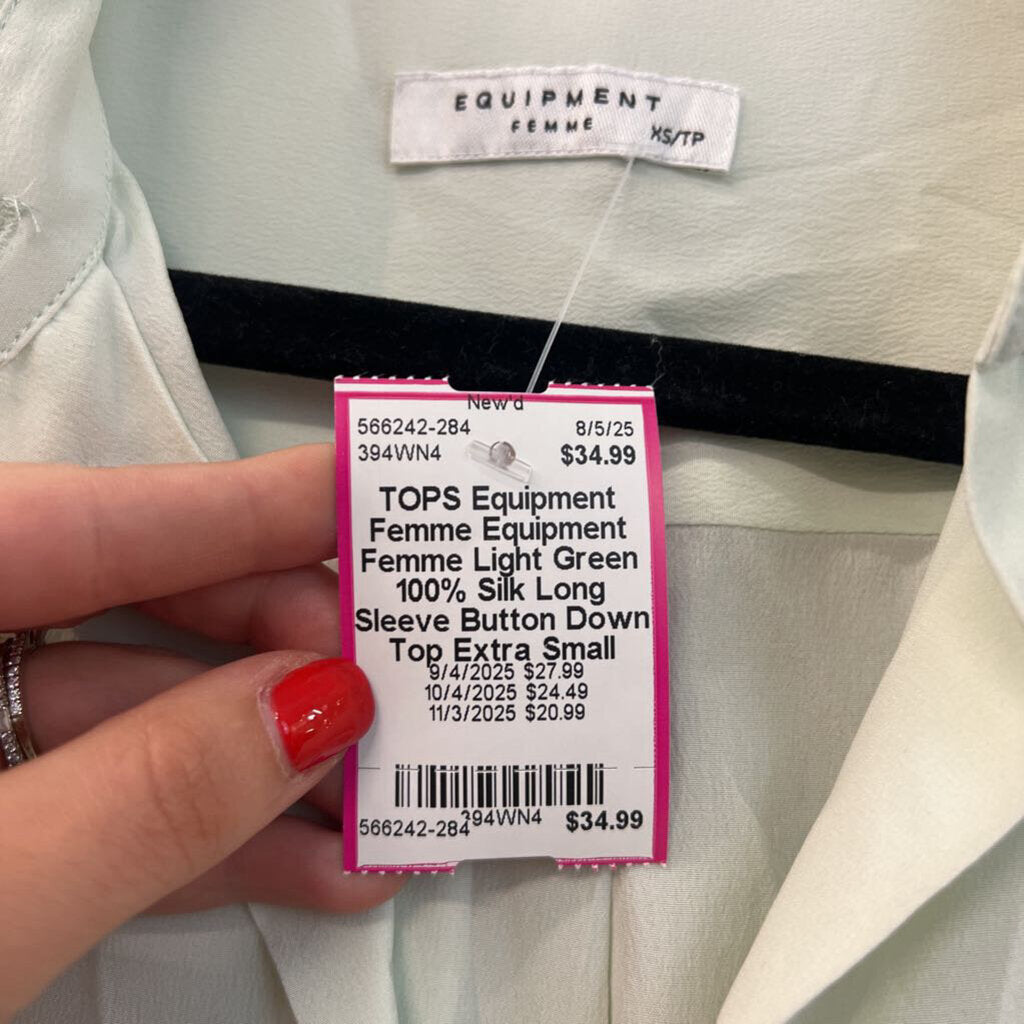 EQUIPMENT
FEMME
XS/TP
New'd
566242-284 8/5/25
394WN4 $34.99
TOPS Equipment
Femme Equipment
Femme Light Green
100% Silk Long
Sleeve Button Down
Top Extra Small
9/4/2025 $27.99
10/4/2025 $24.49
11/3/2025 $20.99
566242-284 394WN4 $34.99